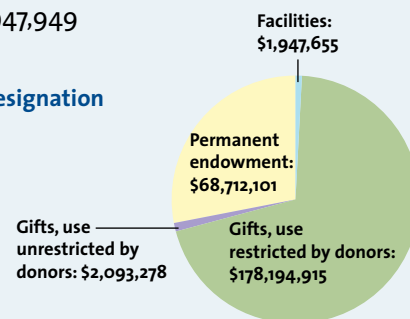 947,949
esignation
Facilities:
$1,947,655
Permanent
endowment:
$68,712,101
Gifts, use
unrestricted by
donors: $2,093,278
Gifts, use
restricted by donors:
$178,194,915